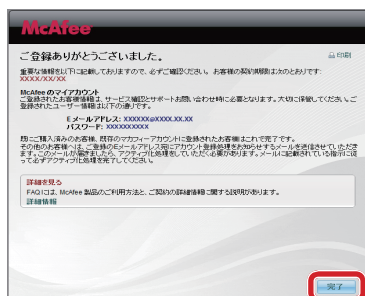 McAfee
ご登録ありがとうございました。
印刷
重要な情報を以下に記載しておりますので、必ずご確認ください。お客様の契約期限は次のとおりです:
XXXX/XX/XX
McAfee のマイアカウント
ご登録されたお客様情報は、サービス確認とサポートお問い合わせ時に必要となります。大切に保管してください。ご
登録されたユーザー情報は以下の通りです。
Eメールアドレス: XXXXXX@XXXX.XX.XX
パスワード: XXXXXXXXXX
既にご購入済みのお客様、既存のマカフィーアカウントに登録されたお客様はこれで完了です。
その他のお客様へは、ご登録のEメールアドレス宛にアカウント登録処理をお知らせするメールを送信させていただき
ます。このメールが届きましたら、アクティブ化処理をしていただく必要があります。メールに記載されている指示に従
って必ずアクティブ化処理を完了してください。
詳細を見る
FAQ には、McAfee 製品のご利用方法と、ご契約の詳細情報に関する説明があります。
詳細情報
完了